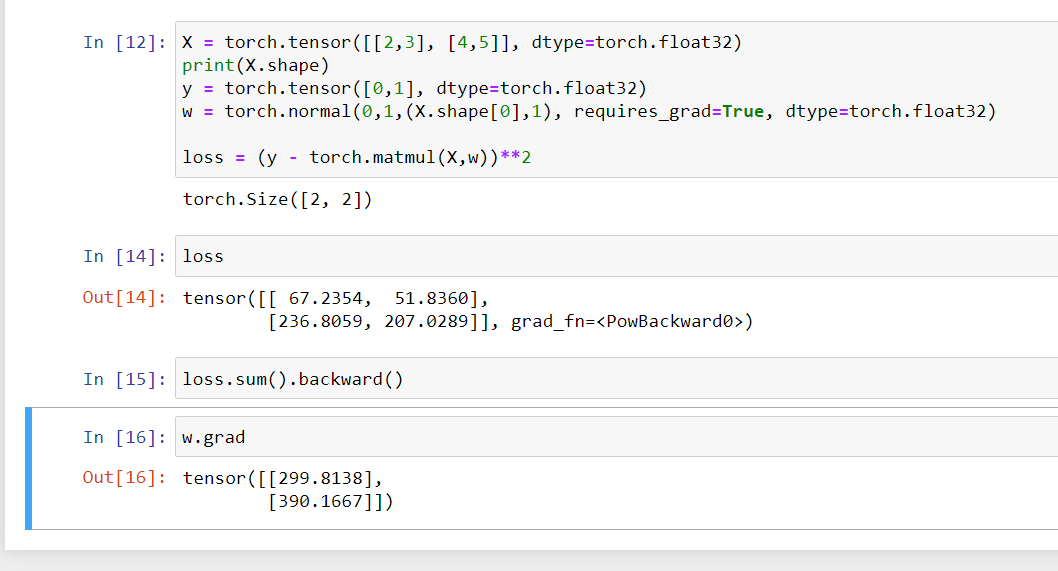 In [12]: X = torch.tensor([[2,3], [4,5]], dtype=torch.float32)
print(X.shape)
y = torch.tensor([0,1], dtype=torch.float32)
w = torch.normal(0,1,(X.shape[0],1), requires_grad=True, dtype=torch.float32)
loss = (y - torch.matmul(X,w))**2
torch.Size([2, 2])
In [14]: loss
Out[14]: tensor([[ 67.2354,  51.8360],
[236.8059, 207.0289]], grad_fn=<PowBackward0>)
In [15]: loss.sum().backward()
In [16]: w.grad
Out[16]: tensor([[299.8138],
[390.1667]])